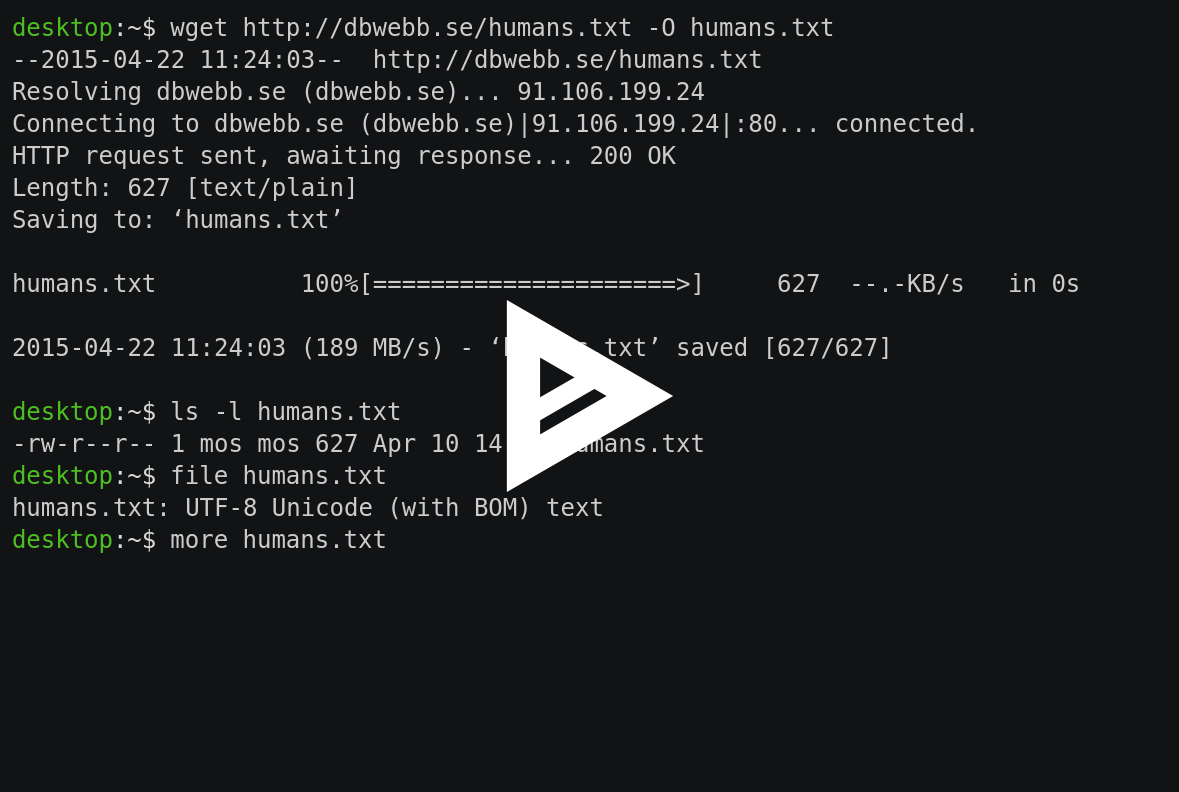 desktop:~$ wget http://dbwebb.se/humans.txt -O humans.txt
--2015-04-22 11:24:03--  http://dbwebb.se/humans.txt
Resolving dbwebb.se (dbwebb.se)... 91.106.199.24
Connecting to dbwebb.se (dbwebb.se)|91.106.199.24|:80... connected.
HTTP request sent, awaiting response... 200 OK
Length: 627 [text/plain]
Saving to: ‘humans.txt’
humans.txt          100%[=====================>]     627  --.-KB/s   in 0s
2015-04-22 11:24:03 (189 MB/s) - txt’ saved [627/627]
desktop:~$ ls -l humans.txt
-rw-r--r-- 1 mos mos 627 Apr 10 14 humans.txt
desktop:~$ file humans.txt
humans.txt: UTF-8 Unicode (with BOM) text
desktop:~$ more humans.txt